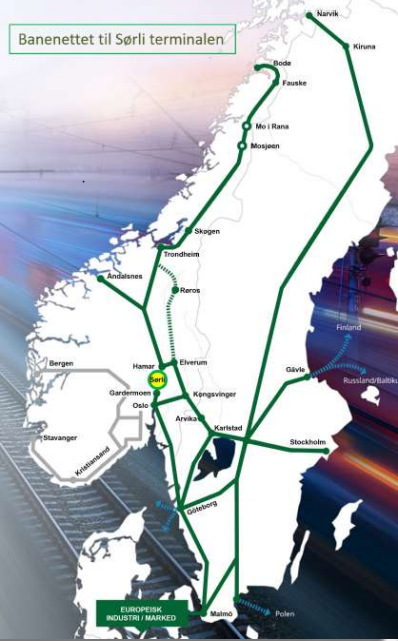 Banenettet til Sørli terminalen
Narvik
Kiruna
Bodø
Fauske
Mo i Rana
Mosjøen
Skogen
Trondheim
Åndalsnes
Røros
Finland
Bergen
Hamar
Elverum
Sørli
Gävle
Russland/Baltiku
Gardermoen
Kongsvinger
Oslo
Arvika
Karlstad
Stavanger
Stockholm
Kristiansand
Göteborg
EUROPEISK
INDUSTRI / MARKED
Malmö
Polen